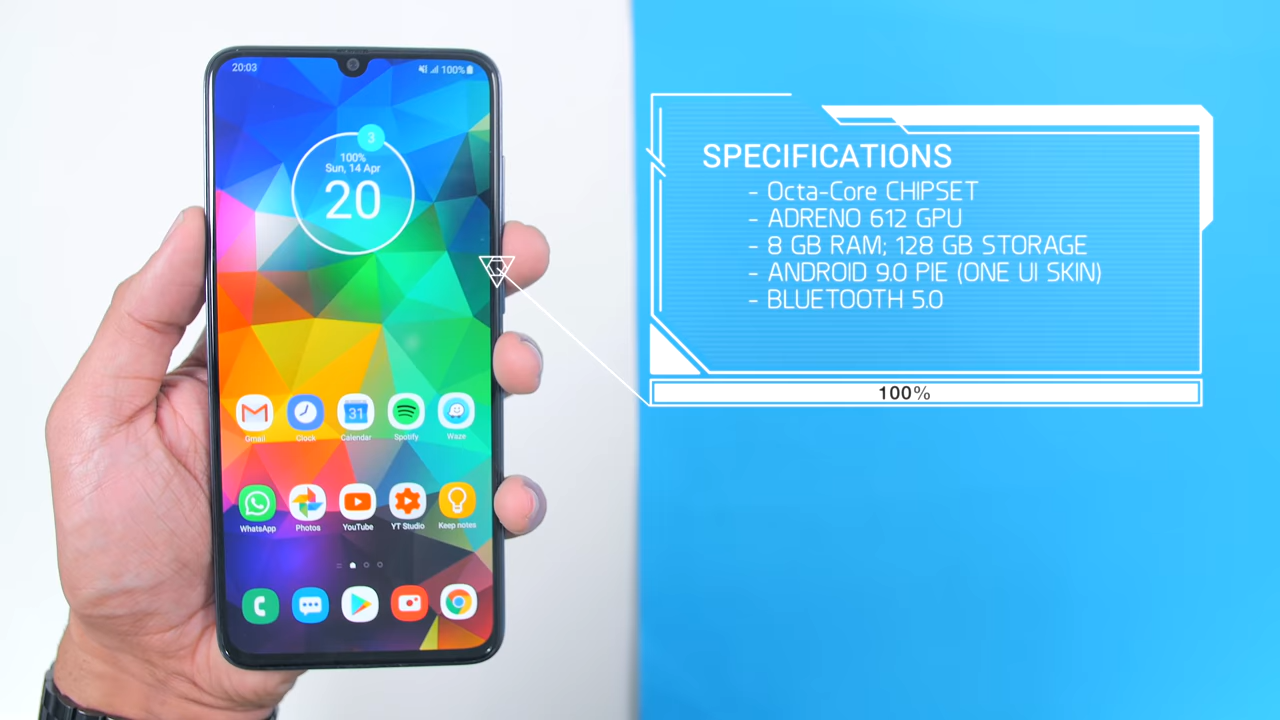 20:03
100%
3
100%
Sun, 14 Apr
20
31
Gmail
Clock
Calendar
Spotify
Waze
WhatsApp
Photos
YouTube
YT Studio
Keep notes
SPECIFICATIONS
- Octa-Core CHIPSET
- ADRENO 612 GPU
- 8 GB RAM; 128 GB STORAGE
- ANDROID 9.0 PIE (ONE UI SKIN)
- BLUETOOTH 5.0
100%